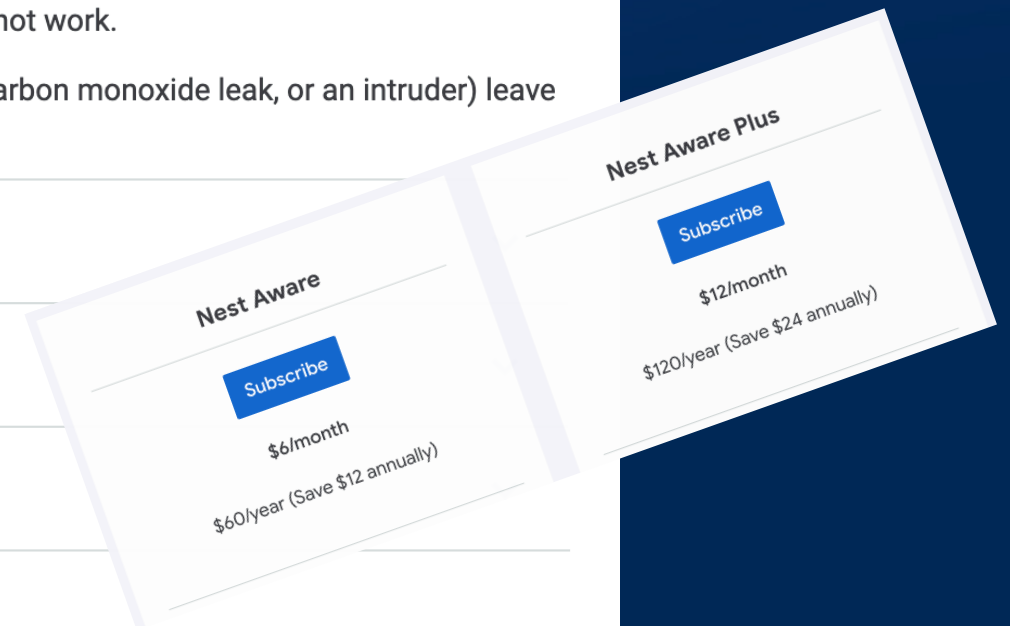 not work.
arbon monoxide leak, or an intruder) leave
Nest Aware
Subscribe
$6/month
$60/year (Save $12 annually)
Nest Aware Plus
Subscribe
$12/month
$120/year (Save $24 annually)